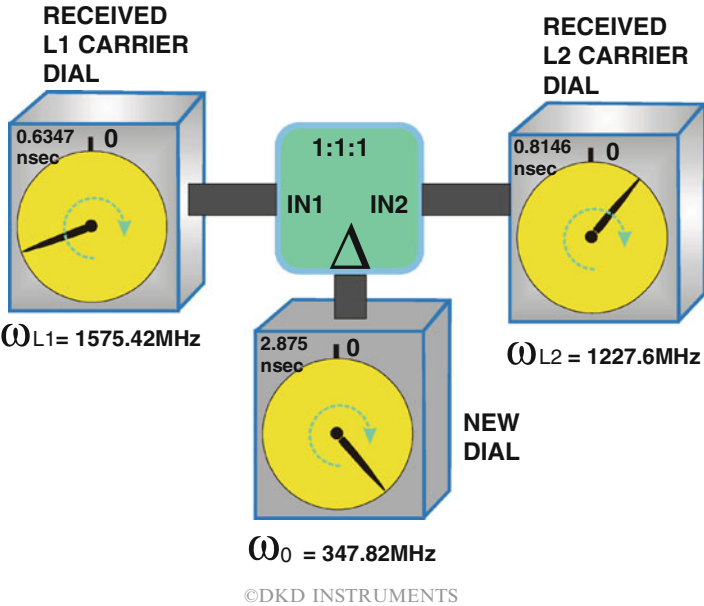 RECEIVED
L1 CARRIER
DIAL
RECEIVED
L2 CARRIER
DIAL
0.6347
nsec
0
1:1:1
IN1
IN2
Δ
0.8146
nsec
0
ωL1= 1575.42MHz
ωL2 = 1227.6MHz
2.875
nsec
0
NEW
DIAL
ω0 = 347.82MHz
©DKD INSTRUMENTS